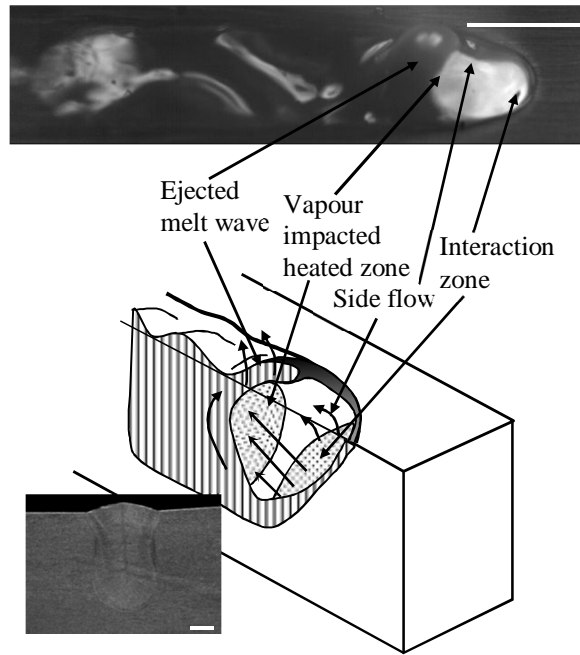 Ejected
melt wave
Vapour
impacted
heated zone
Side flow
Interaction
zone